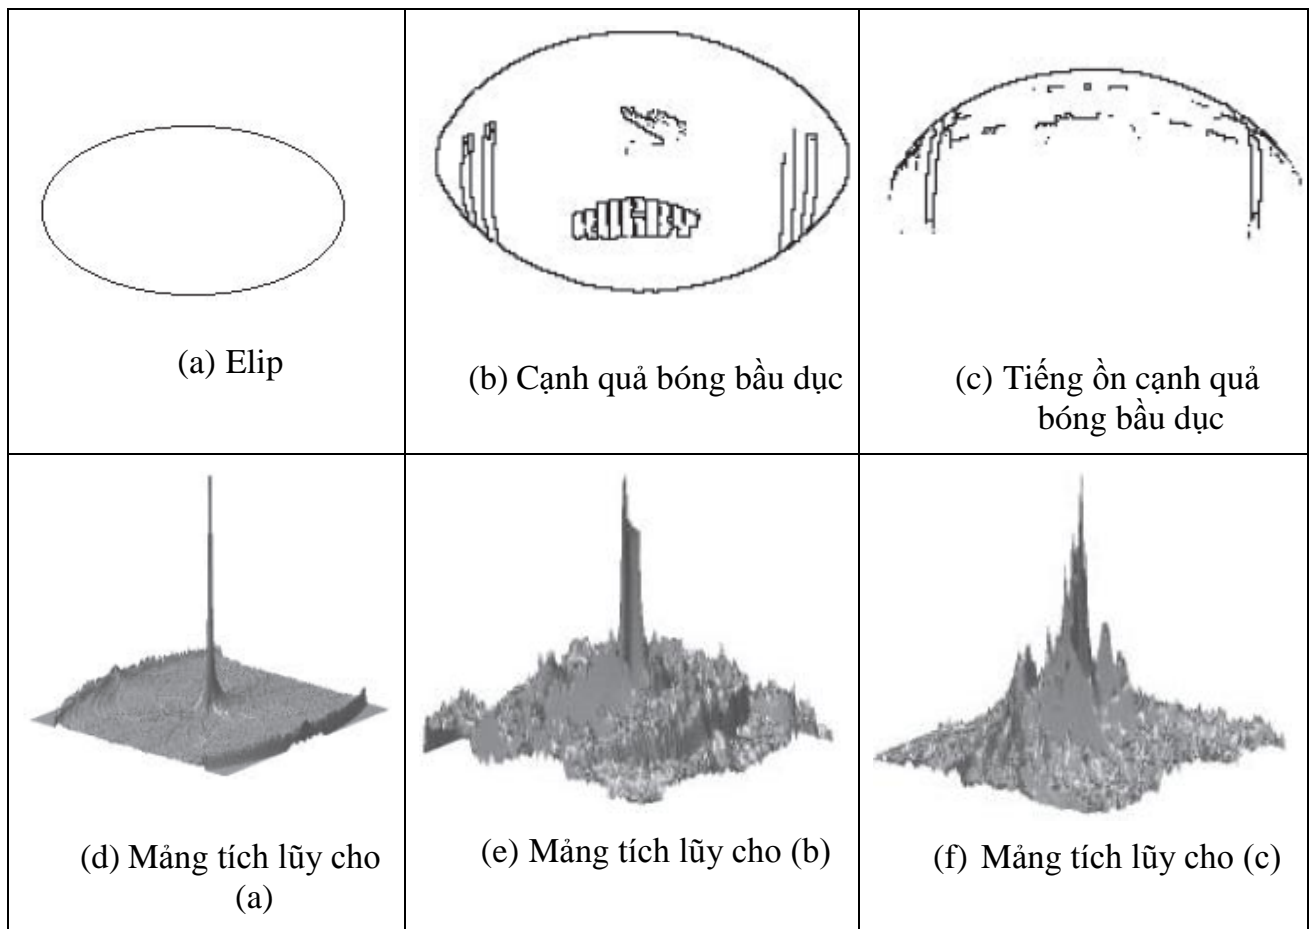 RUGBY
(a) Elip
(b) Cạnh quả bóng bầu dục
(c) Tiếng ồn cạnh quả
bóng bầu dục
(d) Mảng tích lũy cho
(a)
(e) Mảng tích lũy cho (b)
(f) Mảng tích lũy cho (c)